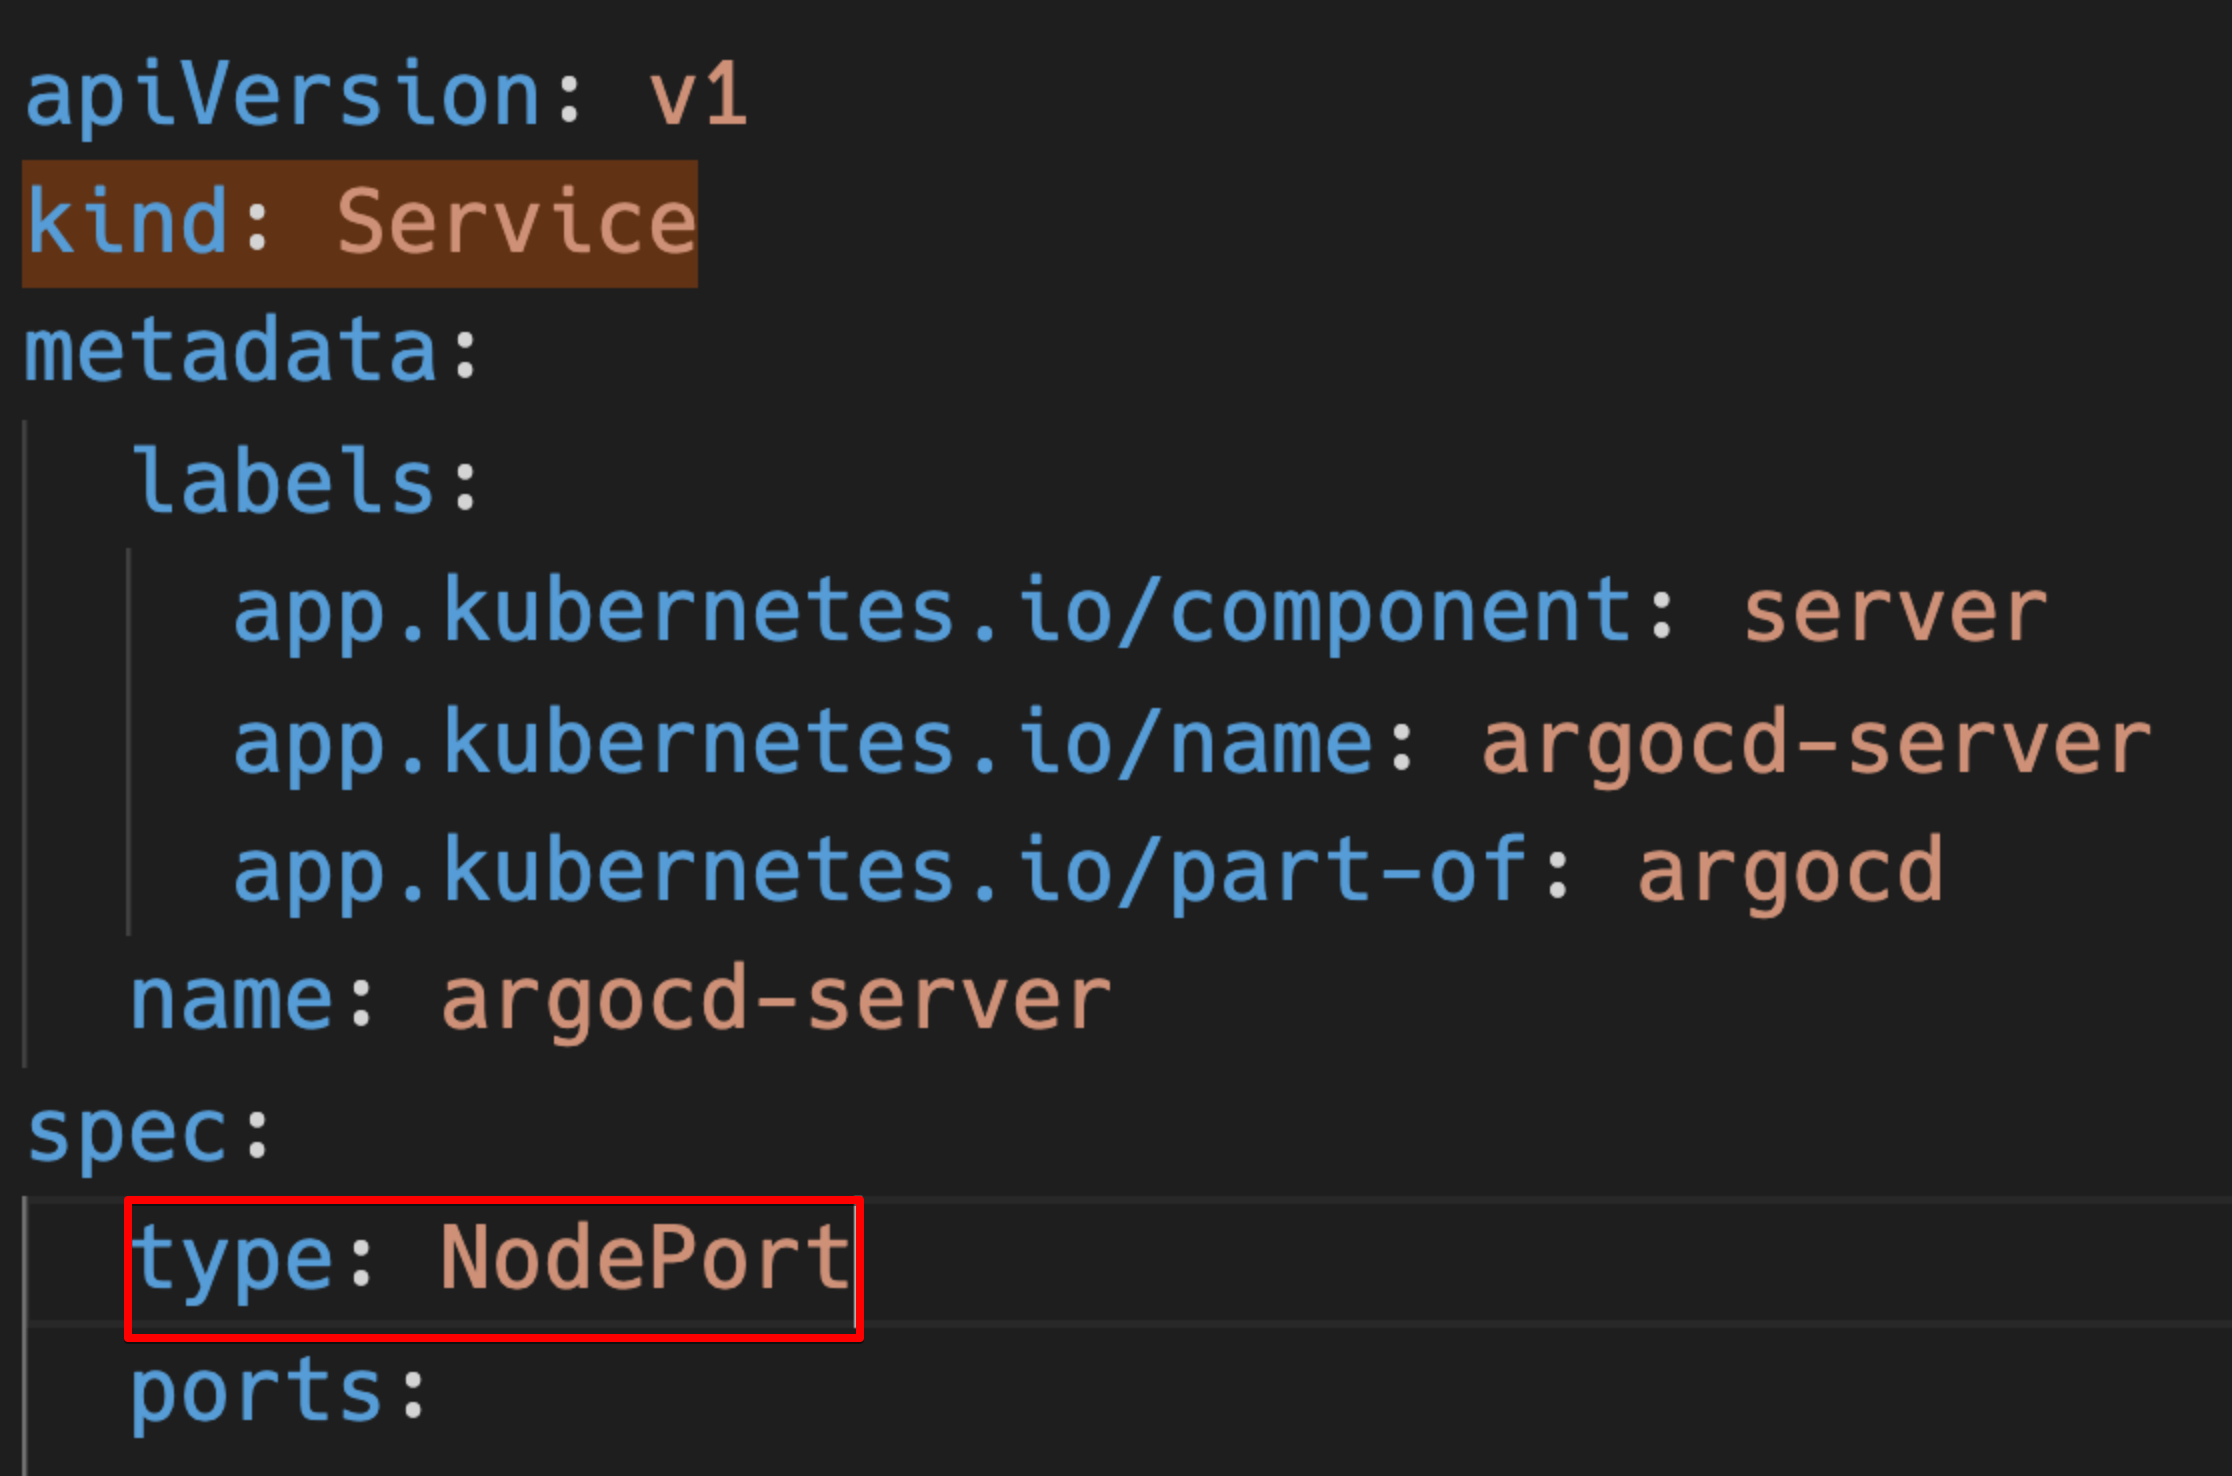 apiVersion: v1
kind: Service
metadata:
  labels:
    app.kubernetes.io/component: server
    app.kubernetes.io/name: argocd-server
    app.kubernetes.io/part-of: argocd
  name: argocd-server
spec:
  type: NodePort
  ports: